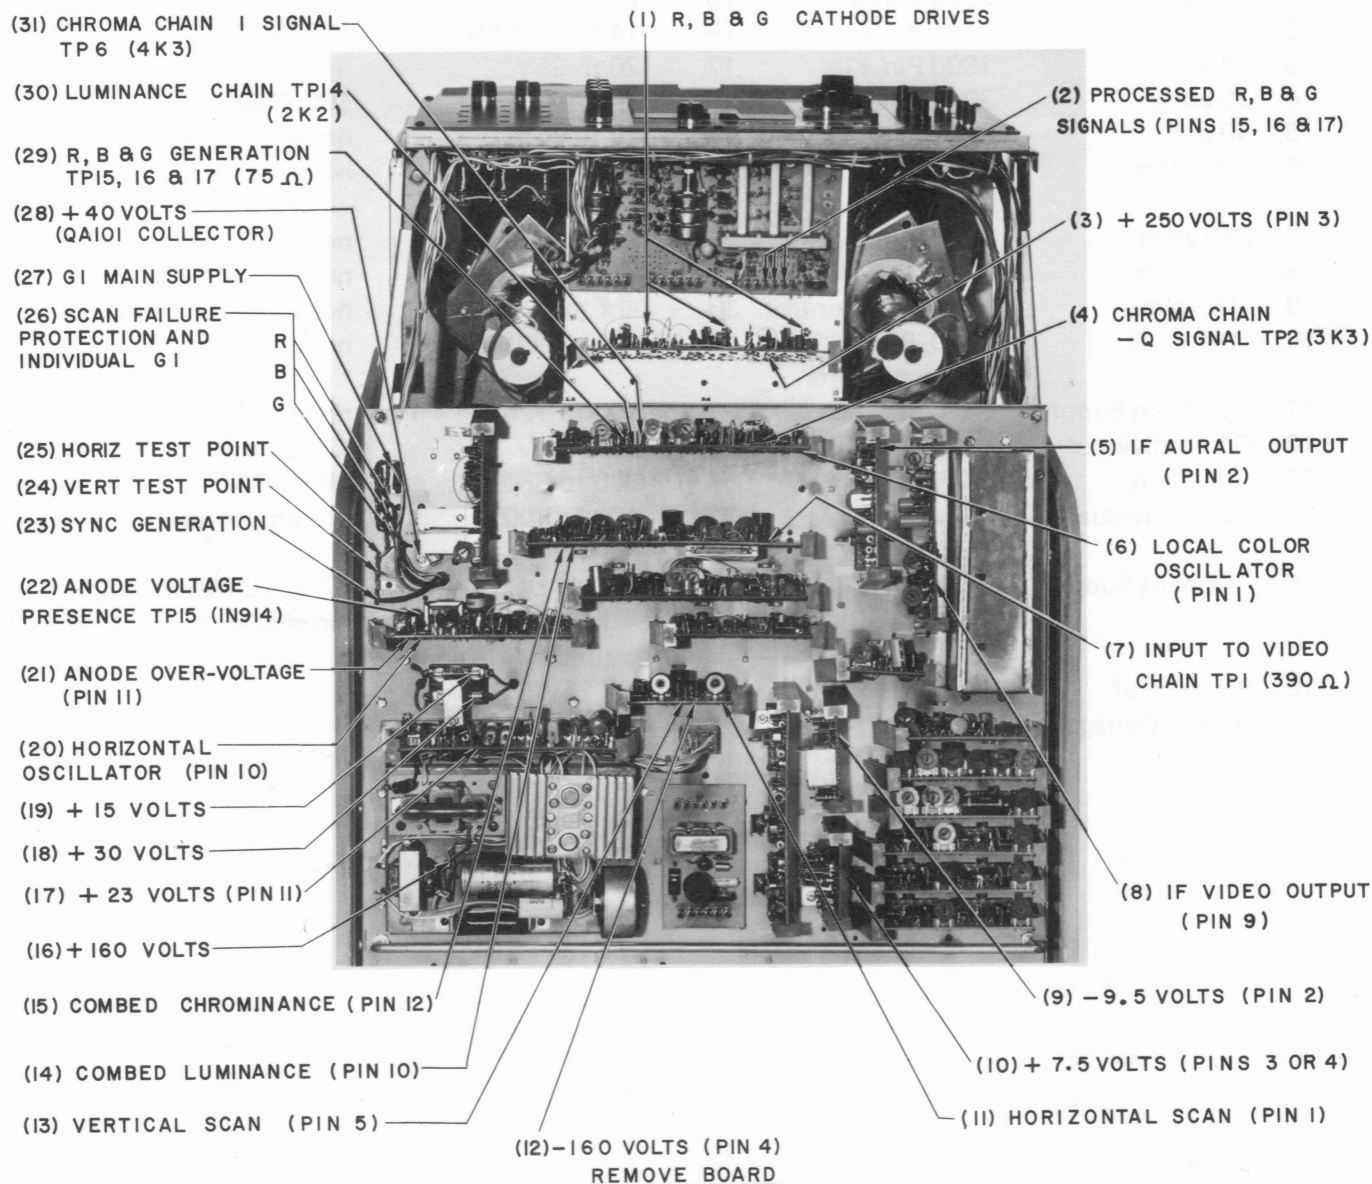 (31) CHROMA CHAIN I SIGNAL
TP 6 (4K3)
(30) LUMINANCE CHAIN TP14
(2K2)
(29) R, B & G GENERATION
TP15, 16 & 17 (75 Ω)
(28) +40 VOLTS
(QA101 COLLECTOR)
(27) G1 MAIN SUPPLY
(26) SCAN FAILURE
PROTECTION AND
INDIVIDUAL G1
R
B
G
(25) HORIZ TEST POINT
(24) VERT TEST POINT
(23) SYNC GENERATION
(22) ANODE VOLTAGE
PRESENCE TP15 (IN914)
(21) ANODE OVER-VOLTAGE
(PIN 11)
(20) HORIZONTAL
OSCILLATOR (PIN 10)
(19) + 15 VOLTS
(18) + 30 VOLTS
(17) + 23 VOLTS (PIN 11)
(16) + 160 VOLTS
(15) COMBED CHROMINANCE (PIN 12)
(14) COMBED LUMINANCE (PIN 10)
(13) VERTICAL SCAN (PIN 5)
(12) -160 VOLTS (PIN 4)
REMOVE BOARD
(1) R, B & G CATHODE DRIVES
(2) PROCESSED R, B & G
SIGNALS (PINS 15, 16 & 17)
(3) + 250 VOLTS (PIN 3)
(4) CHROMA CHAIN
– Q SIGNAL TP2 (3K3)
(5) IF AURAL OUTPUT
(PIN 2)
(6) LOCAL COLOR
OSCILLATOR
(PIN 1)
(7) INPUT TO VIDEO
CHAIN TP1 (390 Ω)
(8) IF VIDEO OUTPUT
(PIN 9)
(9) –9.5 VOLTS (PIN 2)
(10) + 7.5 VOLTS (PINS 3 OR 4)
(11) HORIZONTAL SCAN (PIN 1)